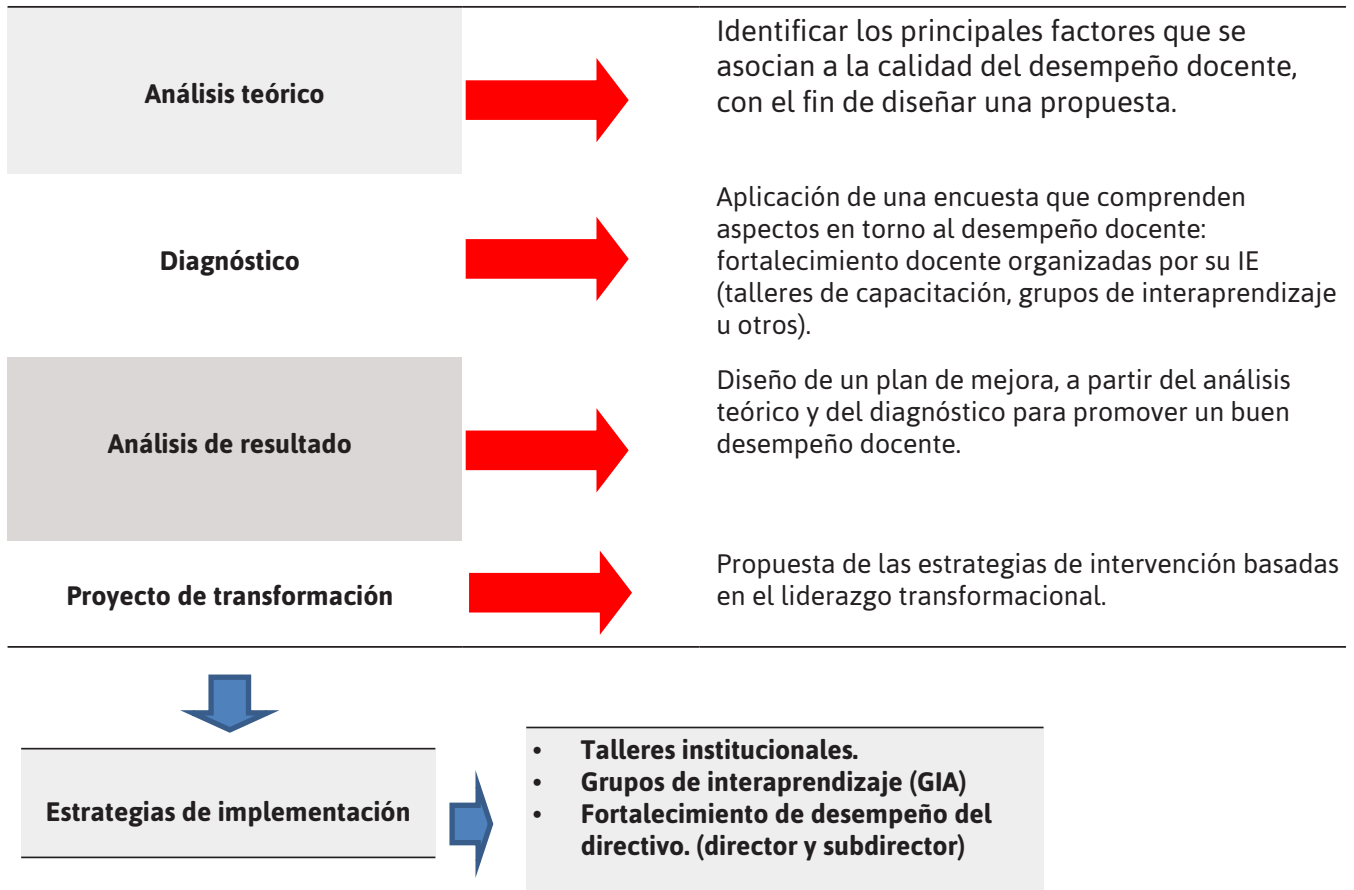 Análisis teórico
Identificar los principales factores que se
asocian a la calidad del desempeño docente,
con el fin de diseñar una propuesta.
Diagnóstico
Aplicación de una encuesta que comprenden
aspectos en torno al desempeño docente:
fortalecimiento docente organizadas por su IE
(talleres de capacitación, grupos de interaprendizaje
u otros).
Análisis de resultado
Diseño de un plan de mejora, a partir del análisis
teórico y del diagnóstico para promover un buen
desempeño docente.
Proyecto de transformación
Propuesta de las estrategias de intervención basadas
en el liderazgo transformacional.
Estrategias de implementación
• Talleres institucionales.
• Grupos de interaprendizaje (GIA)
• Fortalecimiento de desempeño del
directivo. (director y subdirector)